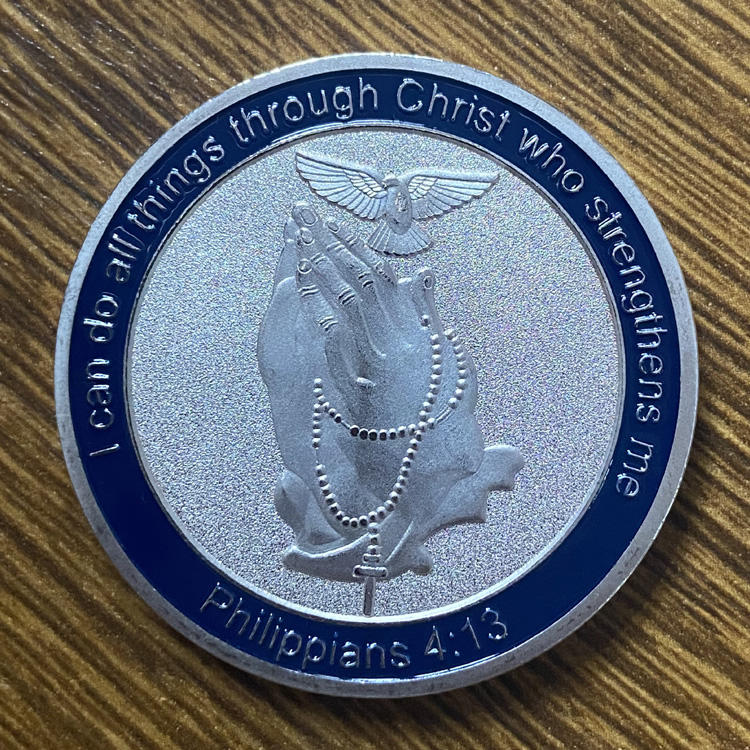 I can do all things through Christ who strengthens me
Philippians 4:13